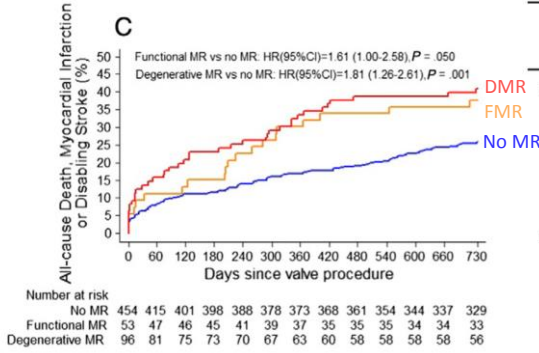 C
Functional MR vs no MR: HR(95%CI)=1.61 (1.00-2.58), P = .050
Degenerative MR vs no MR: HR(95%CI)=1.81 (1.26-2.61), P = .001
All-cause Death, Myocardial Infarction
or Disabling Stroke (%)
50
45
40
35
30
25
20
15
10
5
0
DMR
FMR
No MR
0 60 120 180 240 300 360 420 480 540 600 660 730
Days since valve procedure
Number at risk
No MR 454 415 401 398 388 378 373 368 361 354 344 337 329
Functional MR 53 47 46 45 41 39 37 35 35 35 34 34 33
Degenerative MR 96 81 75 73 70 67 63 60 58 58 58 58 56